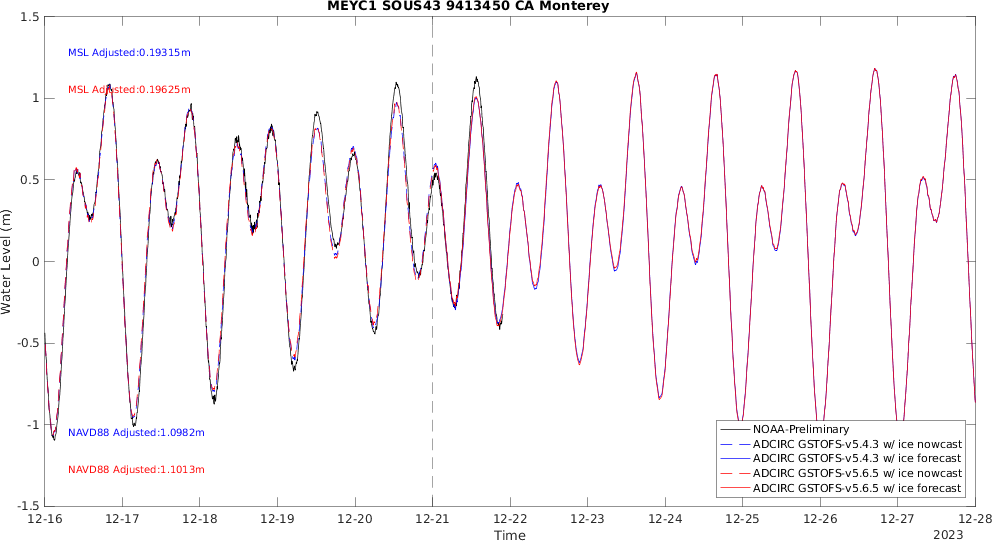 MEYC1 SOUS43 9413450 CA Monterey
1.5
1
0.5
0
-0.5
-1
-1.5
Water Level (m)
MSL Adjusted:0.19315m
MSL Adjusted:0.19625m
NAVD88 Adjusted:1.0982m
NAVD88 Adjusted:1.1013m
NOAA-Preliminary
ADCIRC GSTOFS-v5.4.3 w/ ice nowcast
ADCIRC GSTOFS-v5.4.3 w/ ice forecast
ADCIRC GSTOFS-v5.6.5 w/ ice nowcast
ADCIRC GSTOFS-v5.6.5 w/ ice forecast
12-16 12-17 12-18 12-19 12-20 12-21 12-22 12-23 12-24 12-25 12-26 12-27 12-28
Time
2023